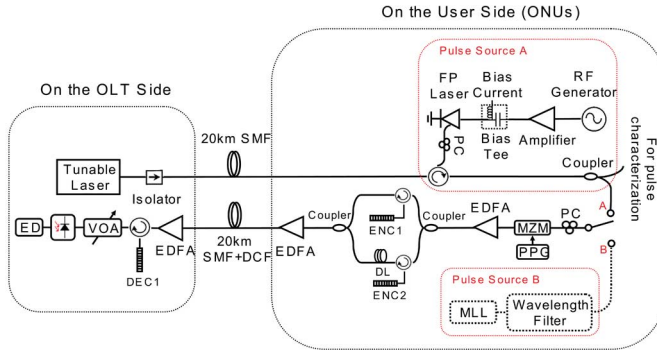 On the User Side (ONUs)
Pulse Source A
FP
Laser
Bias
Current
RF
Generator
On the OLT Side
20km SMF
PC
Bias
Tee
Amplifier
For pulse
characterization
Tunable
Laser
Isolator
Coupler
A
Coupler
Coupler
EDFA
PC
ED
VOA
ENC1
MZM
EDFA
20km
SMF+DCF
EDFA
DL
PPG
B
DEC1
ENC2
Pulse Source B
MLL
Wavelength
Filter